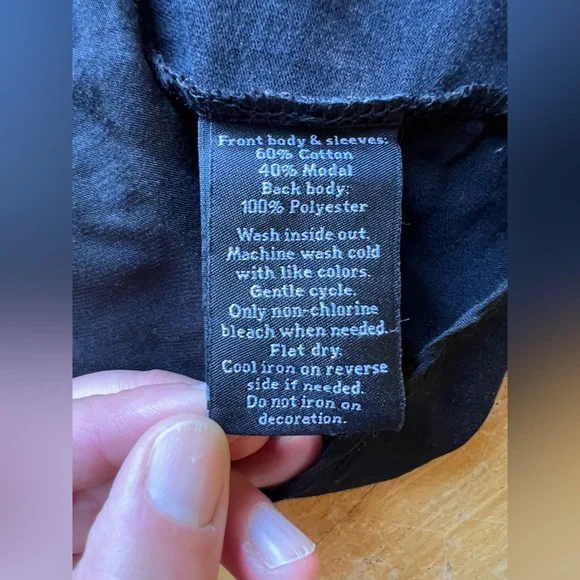 Front body & sleeves:
60% Cotton
40% Modal
Back body:
100% Polyester
Wash inside out.
Machine wash cold
with like colors.
Gentle cycle.
Only non-chlorine
bleach when needed.
Flat dry.
Cool iron on reverse
side if needed.
Do not iron on
decoration.